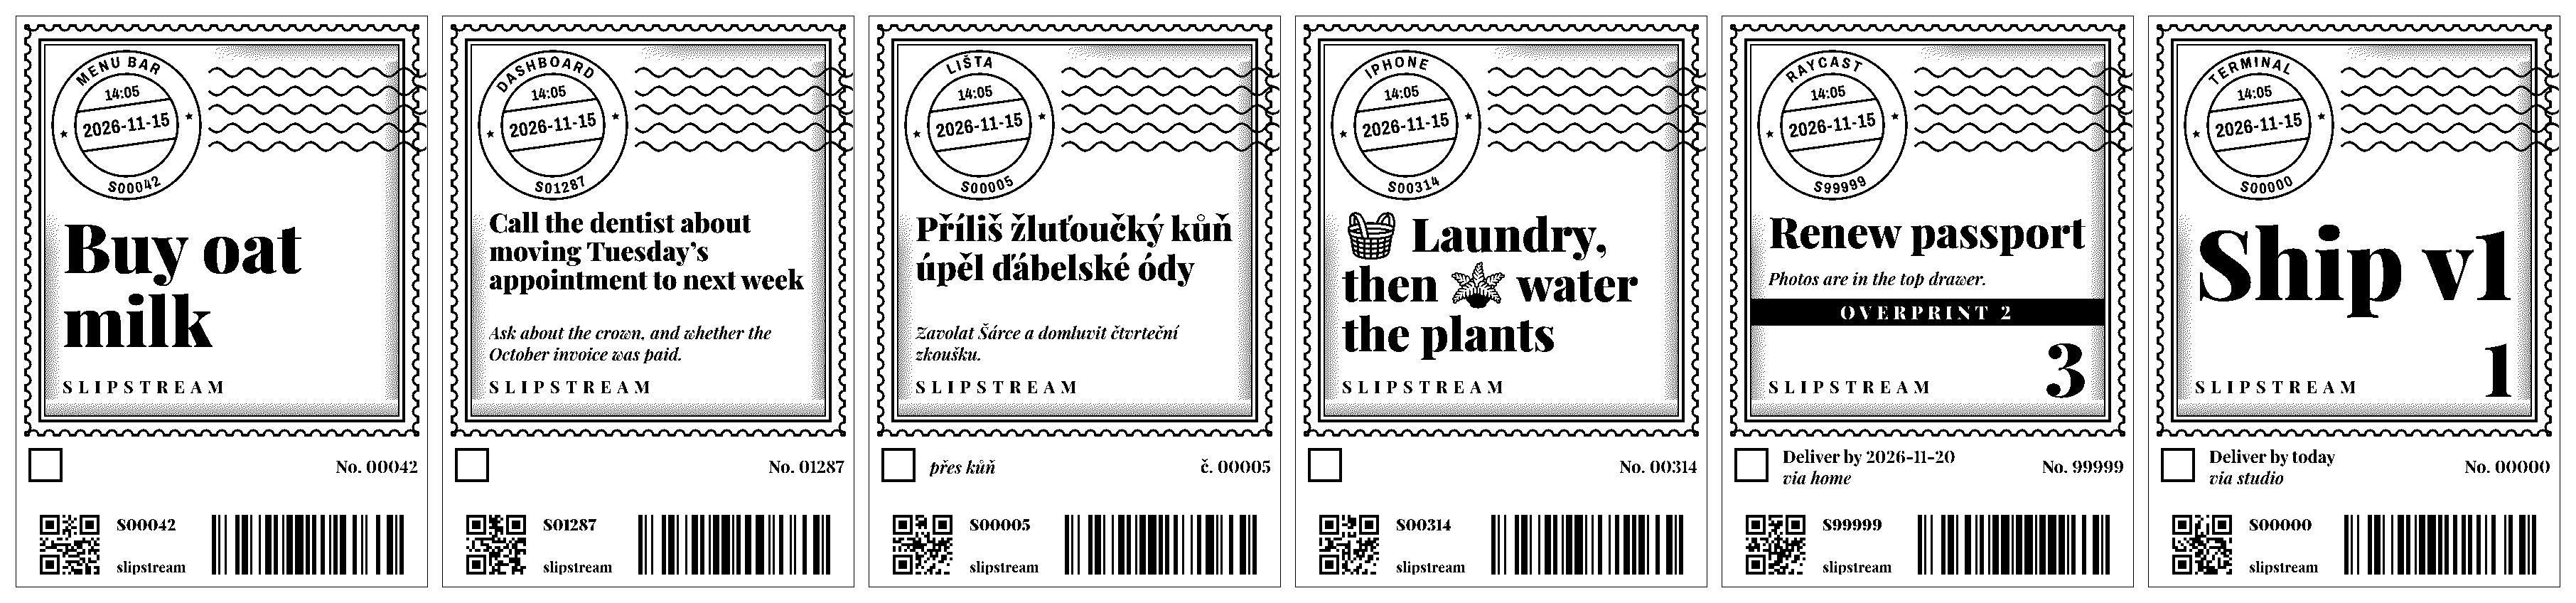 MENU BAR
14:05
2026-11-15
S00042
Buy oat
milk
SLIPSTREAM
No. 00042
S00042
slipstream
DASHBOARD
14:05
2026-11-15
S01287
Call the dentist about
moving Tuesday’s
appointment to next week
Ask about the crown, and whether the
October invoice was paid.
SLIPSTREAM
No. 01287
S01287
slipstream
LIŠTA
14:05
2026-11-15
S00005
Příliš žluťoučký kůň
úpěl ďábelské ódy
Zavolat Šárce a domluvit čtvrteční
zkoušku.
SLIPSTREAM
přes kůň
č. 00005
S00005
slipstream
IPHONE
14:05
2026-11-15
S00314
Laundry,
then water
the plants
SLIPSTREAM
No. 00314
S00314
slipstream
RAYCAST
14:05
2026-11-15
S99999
Renew passport
Photos are in the top drawer.
OVERPRINT 2
3
SLIPSTREAM
Deliver by 2026-11-20
via home
No. 99999
S99999
slipstream
TERMINAL
14:05
2026-11-15
S00000
Ship v1
1
SLIPSTREAM
Deliver by today
via studio
No. 00000
S00000
slipstream